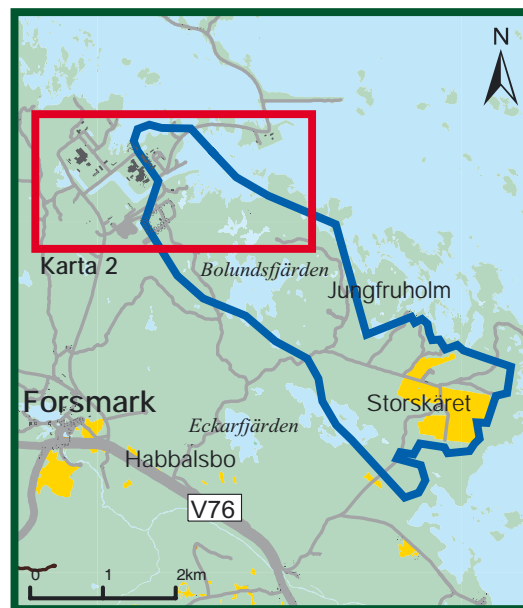 N
Karta 2
Bolundsfjärden
Jungfruholm
Forsmark
Storskäret
Eckarfjärden
Habbalsbo
V76
0 1 2km